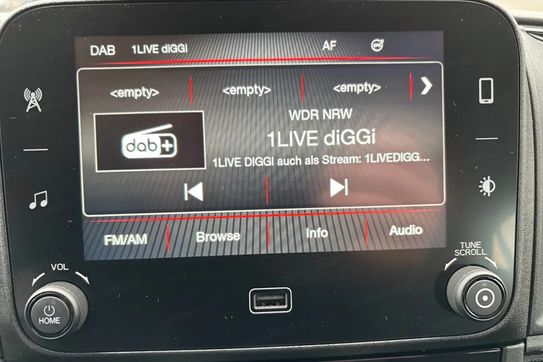 DAB 1LIVE diGGi AF
<empty> <empty> <empty>
WDR NRW
dab+
1LIVE diGGi
1LIVE DIGGI auch als Stream: 1LIVEDIGG...
FM/AM Browse Info Audio
VOL
TUNE
SCROLL
HOME